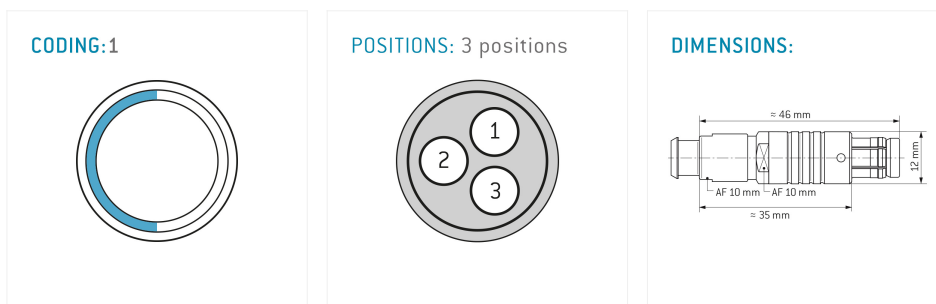 CODING:1
POSITIONS: 3 positions
1
2
3
DIMENSIONS:
≈ 46 mm
12 mm
AF 10 mm
AF 10 mm
≈ 35 mm